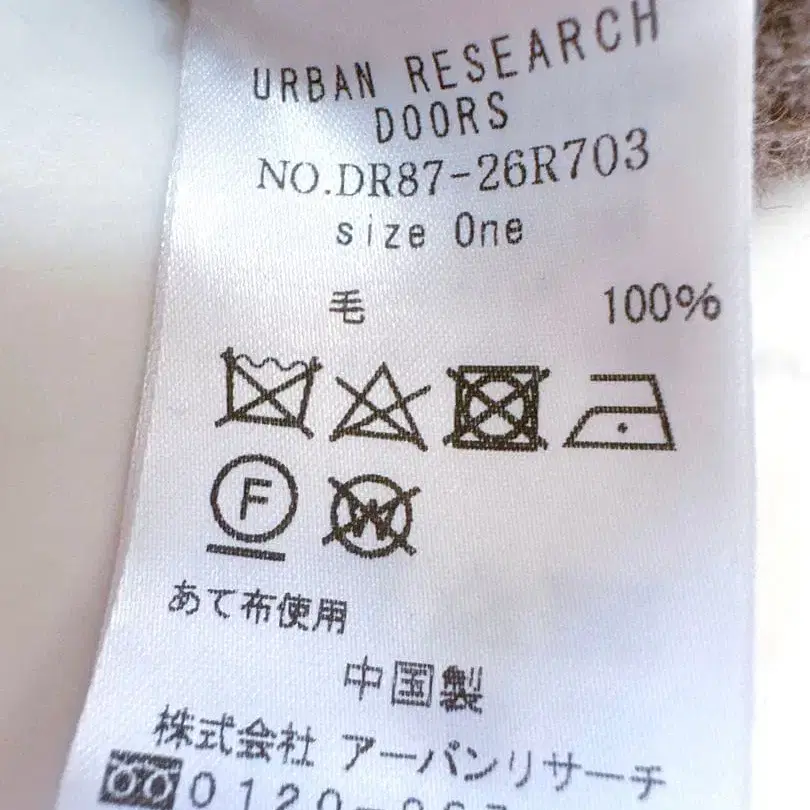 URBAN RESEARCH
DOORS
NO.DR87-26R703
size One
毛 100%
F W
あて布使用
中国製
株式会社 アーバンリサーチ
0120-